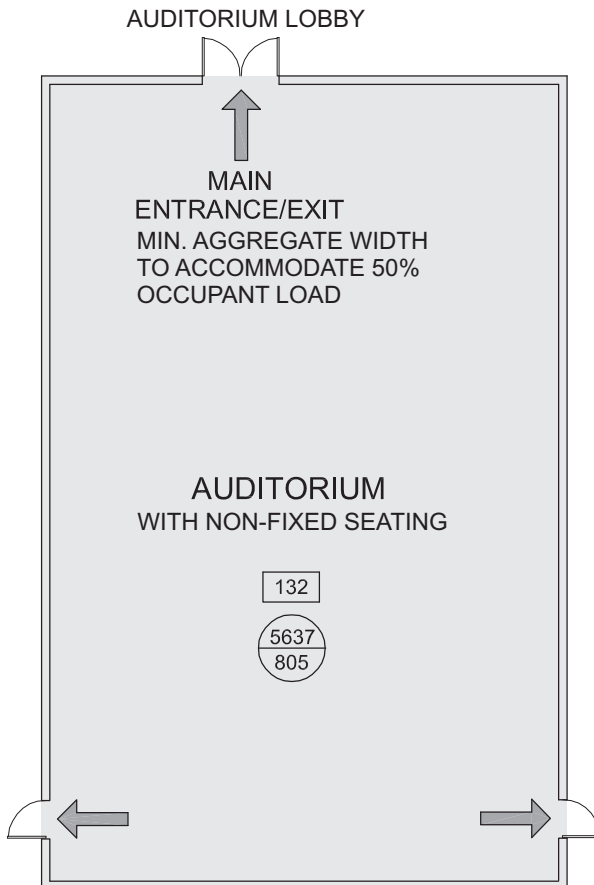 AUDITORIUM LOBBY
MAIN
ENTRANCE/EXIT
MIN. AGGREGATE WIDTH
TO ACCOMMODATE 50%
OCCUPANT LOAD
AUDITORIUM
WITH NON-FIXED SEATING
132
5637
805